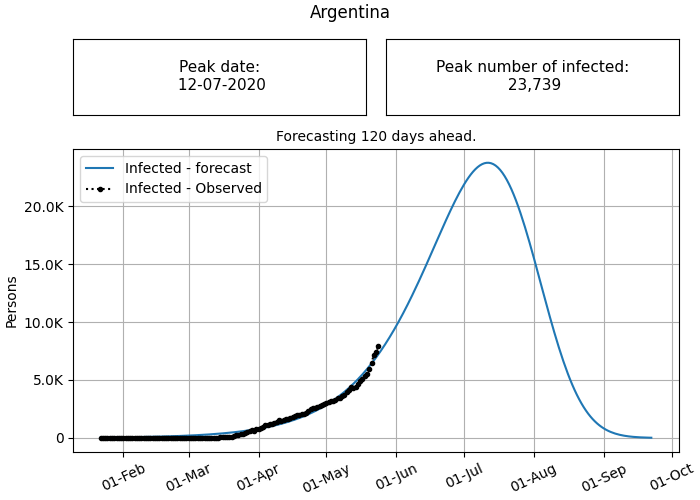 Argentina
Peak date:
12-07-2020
Peak number of infected:
23,739
Forecasting 120 days ahead.
Infected - forecast
Infected - Observed
Persons
20.0K
15.0K
10.0K
5.0K
0
01-Feb
01-Mar
01-Apr
01-May
01-Jun
01-Jul
01-Aug
01-Sep
01-Oct